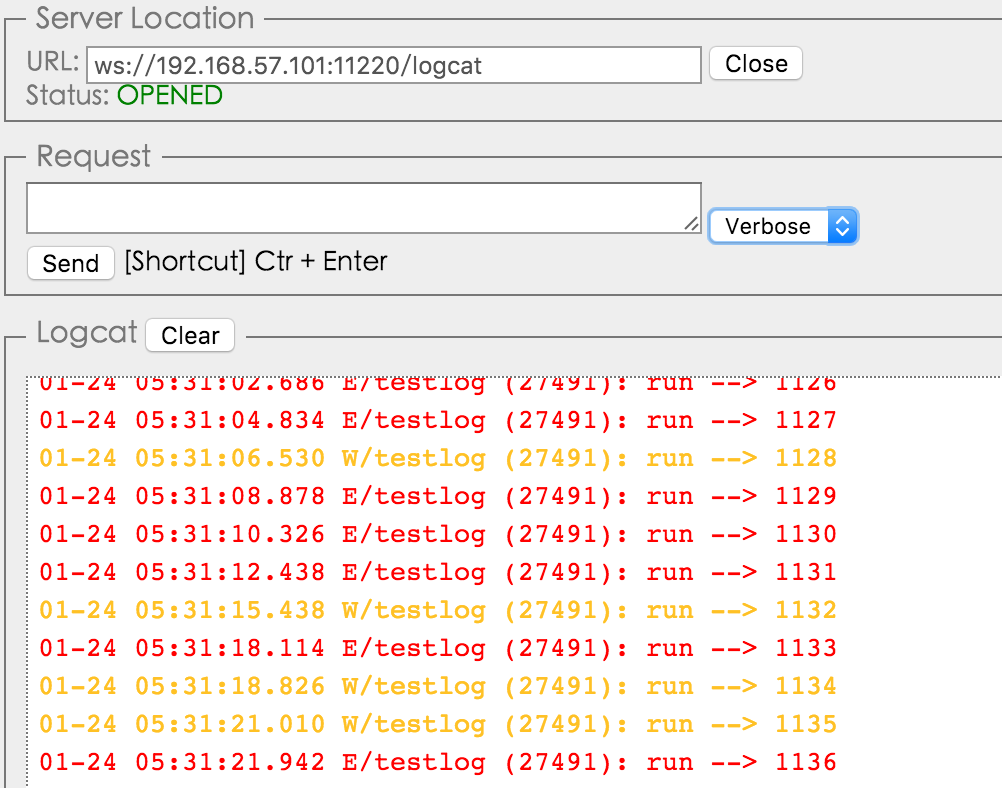 Server Location
URL: ws://192.168.57.101:11220/logcat Close
Status: OPENED
Request
Verbose
Send [Shortcut] Ctr + Enter
Logcat Clear
01-24 05:31:02.686 E/testlog (27491): run --> 1126
01-24 05:31:04.834 E/testlog (27491): run --> 1127
01-24 05:31:06.530 W/testlog (27491): run --> 1128
01-24 05:31:08.878 E/testlog (27491): run --> 1129
01-24 05:31:10.326 E/testlog (27491): run --> 1130
01-24 05:31:12.438 E/testlog (27491): run --> 1131
01-24 05:31:15.438 W/testlog (27491): run --> 1132
01-24 05:31:18.114 E/testlog (27491): run --> 1133
01-24 05:31:18.826 W/testlog (27491): run --> 1134
01-24 05:31:21.010 W/testlog (27491): run --> 1135
01-24 05:31:21.942 E/testlog (27491): run --> 1136